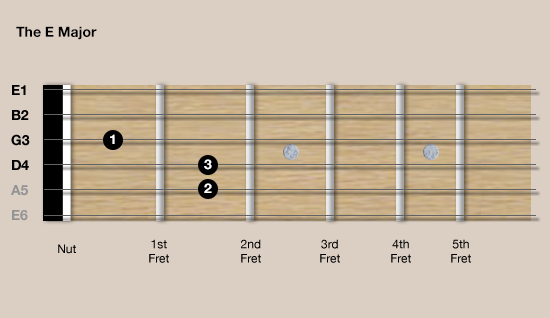 The E Major
E1
B2
G3
1
D4
3
A5
2
E6
Nut
1st
Fret
2nd
Fret
3rd
Fret
4th
Fret
5th
Fret